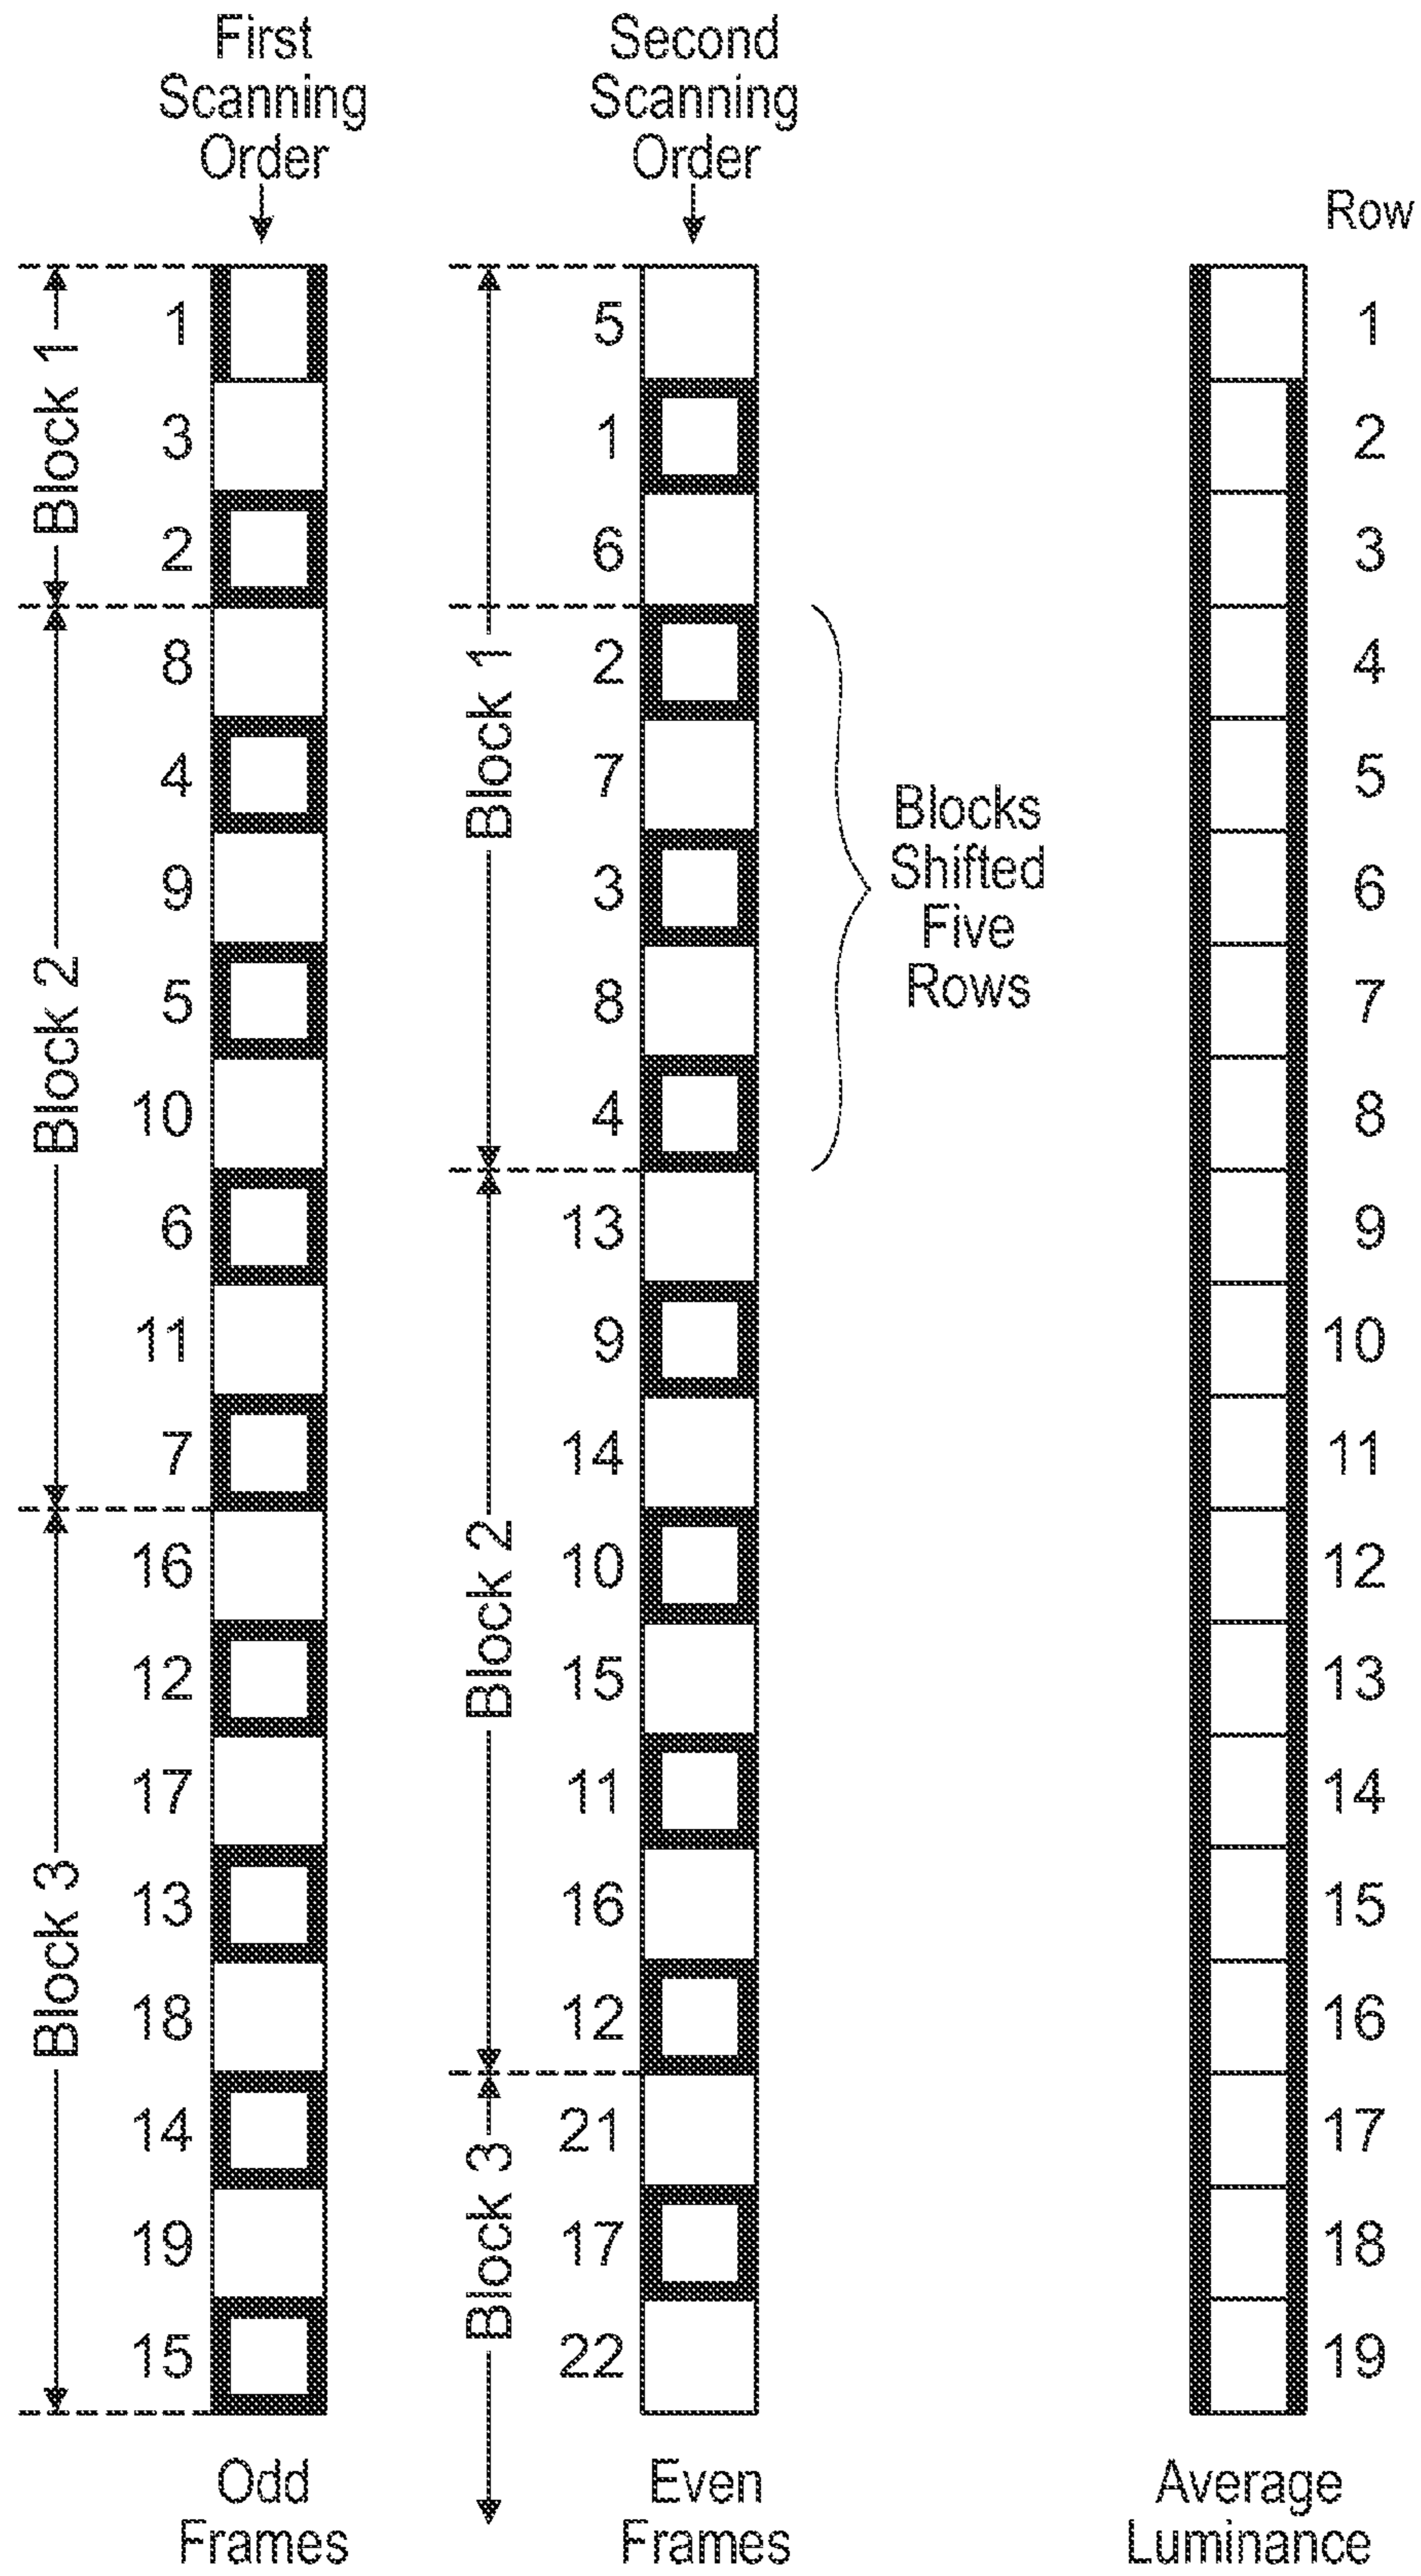 First
Scanning
Order
Second
Scanning
Order
Row
Block 1
Block 2
Block 3
1
3
2
8
4
9
5
10
6
11
7
16
12
17
13
18
14
19
15
Block 1
Block 2
Block 3
5
1
6
2
7
3
8
4
13
9
14
10
15
11
16
12
21
17
22
Blocks
Shifted
Five
Rows
1
2
3
4
5
6
7
8
9
10
11
12
13
14
15
16
17
18
19
Odd
Frames
Even
Frames
Average
Luminance